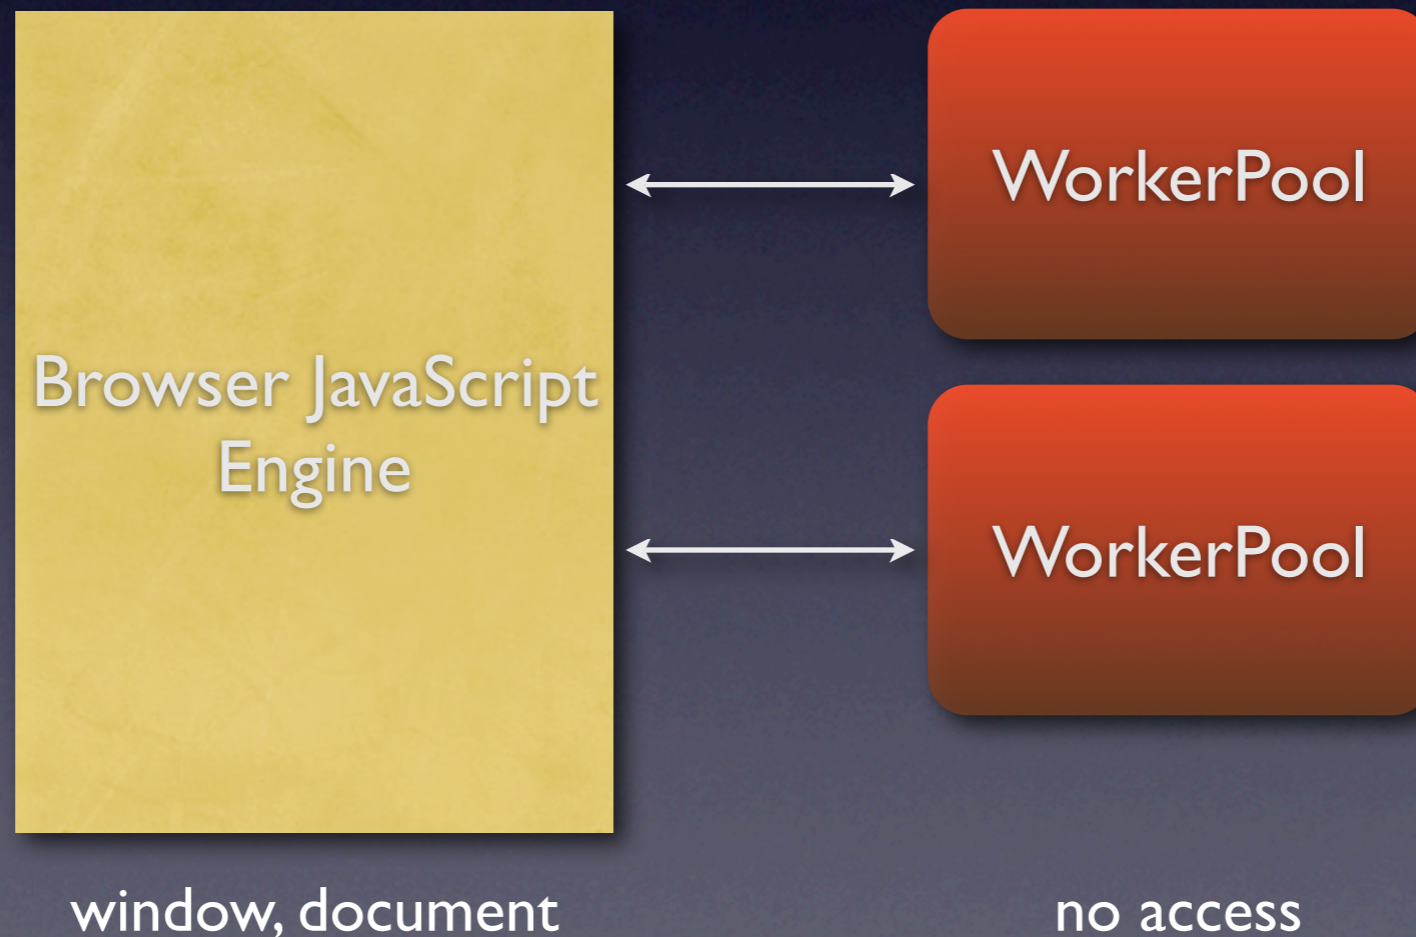 WorkerPool
Browser JavaScript
Engine
WorkerPool
window, document
no access